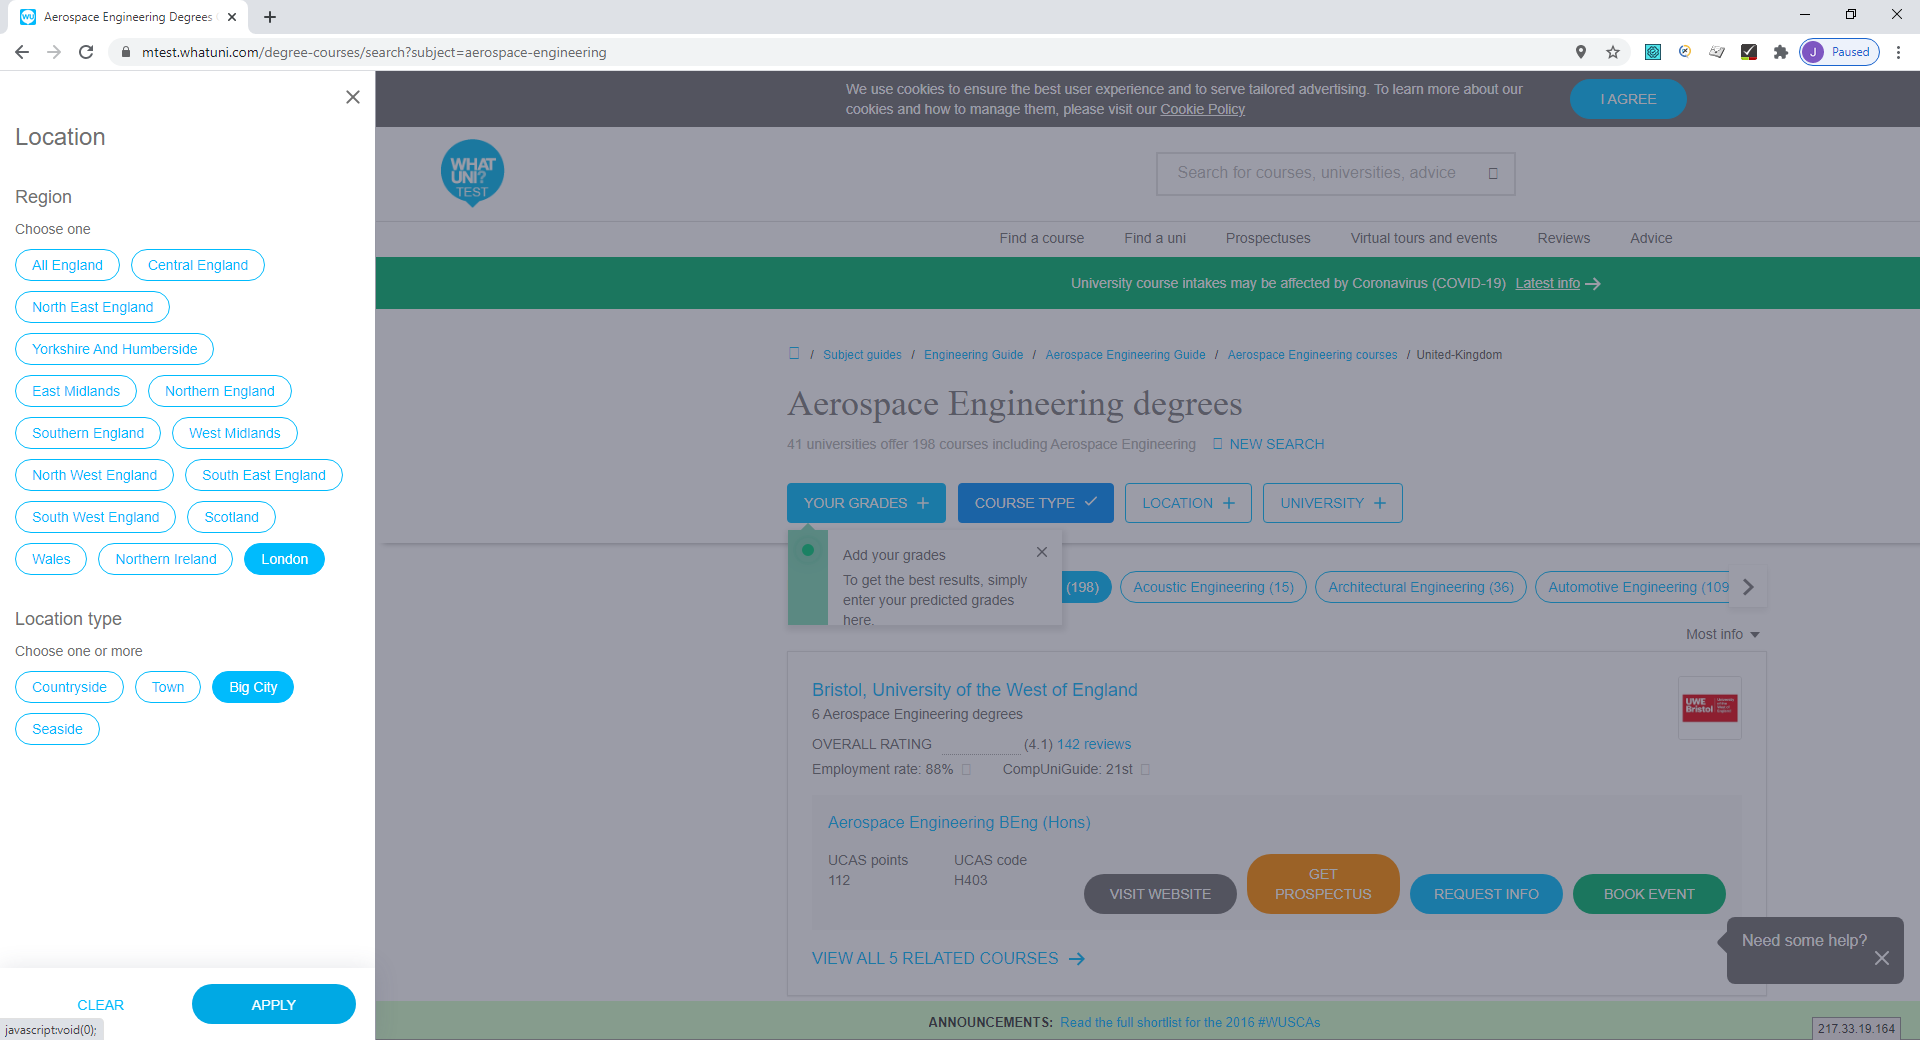 Aerospace Engineering Degrees
mtest.whatuni.com/degree-courses/search?subject=aerospace-engineering
J Paused
Location
Region
Choose one
All England
Central England
North East England
Yorkshire And Humberside
East Midlands
Northern England
Southern England
West Midlands
North West England
South East England
South West England
Scotland
Wales
Northern Ireland
London
Location type
Choose one or more
Countryside
Town
Big City
Seaside
CLEAR
APPLY
javascript:void(0);
We use cookies to ensure the best user experience and to serve tailored advertising. To learn more about our
cookies and how to manage them, please visit our Cookie Policy
I AGREE
WHAT
UNI?
TEST
Search for courses, universities, advice
Find a course
Find a uni
Prospectuses
Virtual tours and events
Reviews
Advice
University course intakes may be affected by Coronavirus (COVID-19) Latest info
/ Subject guides / Engineering Guide / Aerospace Engineering Guide / Aerospace Engineering courses / United-Kingdom
Aerospace Engineering degrees
41 universities offer 198 courses including Aerospace Engineering
NEW SEARCH
YOUR GRADES
COURSE TYPE
LOCATION
UNIVERSITY
Add your grades
To get the best results, simply
enter your predicted grades
here.
(198)
Acoustic Engineering (15)
Architectural Engineering (36)
Automotive Engineering (109
Most info
Bristol, University of the West of England
6 Aerospace Engineering degrees
UWE
Bristol
OVERALL RATING (4.1) 142 reviews
Employment rate: 88%
CompUniGuide: 21st
Aerospace Engineering BEng (Hons)
UCAS points
112
UCAS code
H403
VISIT WEBSITE
GET
PROSPECTUS
REQUEST INFO
BOOK EVENT
VIEW ALL 5 RELATED COURSES
Need some help?
ANNOUNCEMENTS: Read the full shortlist for the 2016 #WUSCAs
217.33.19.164